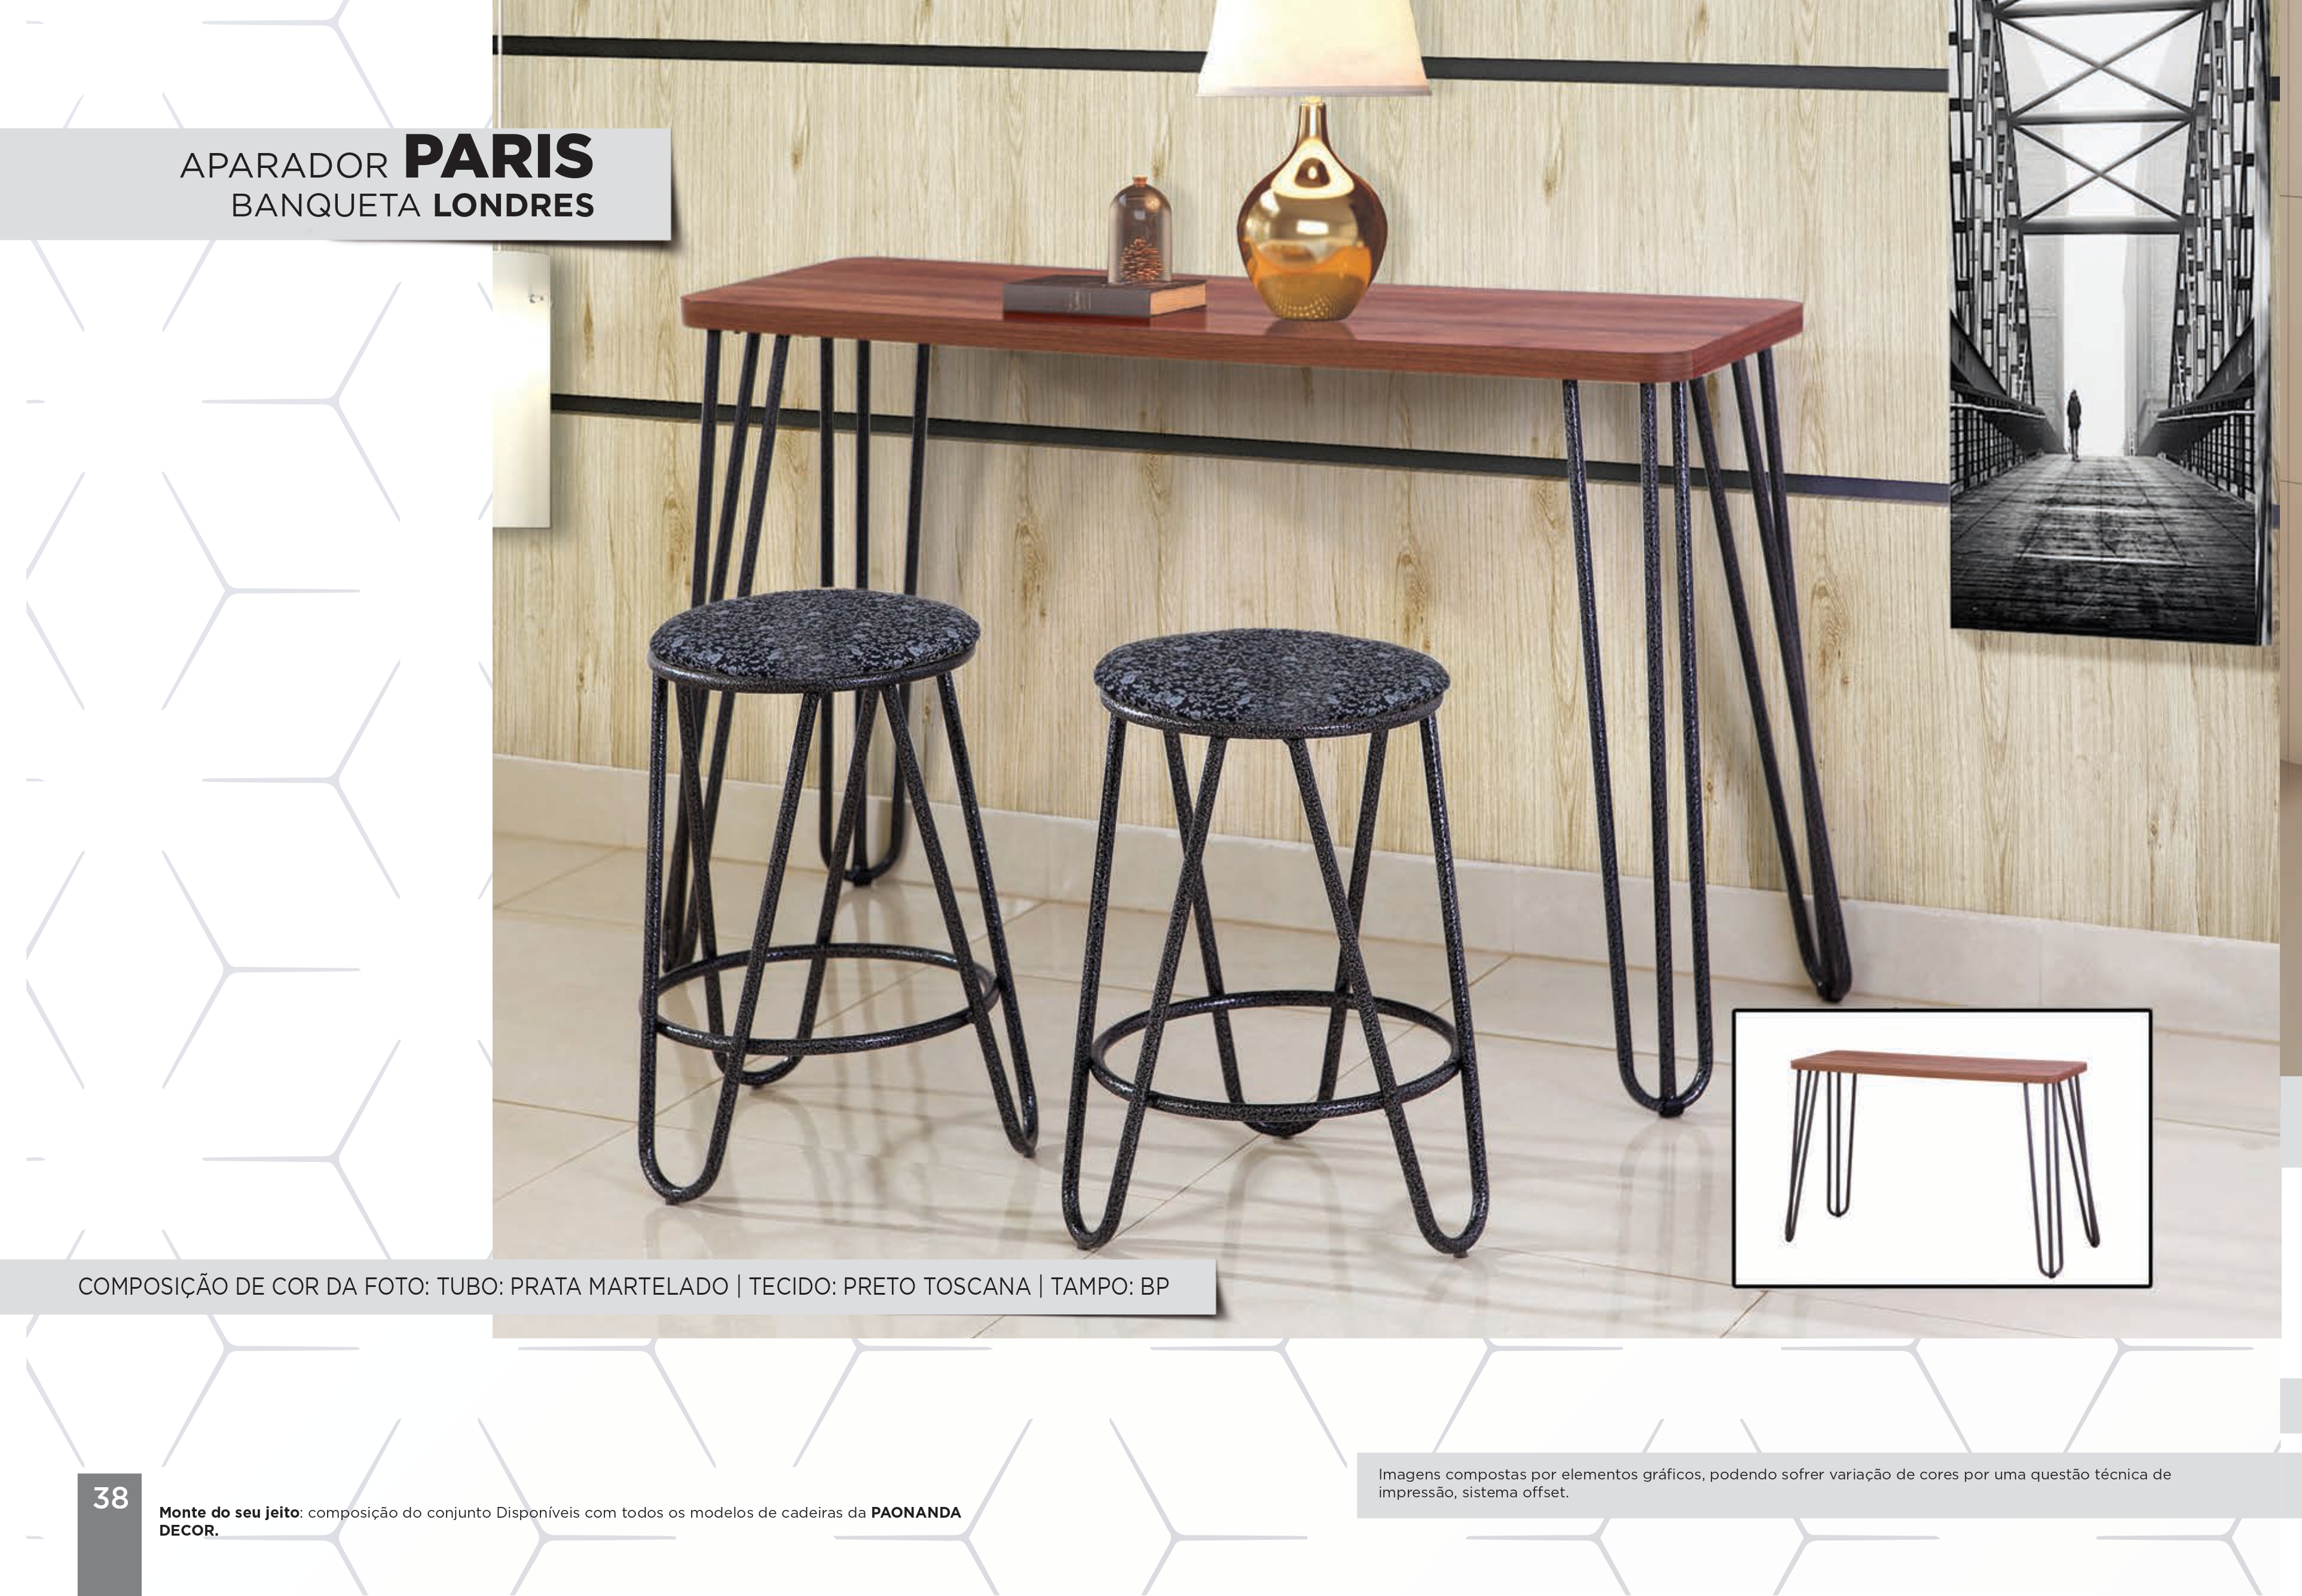 APARADOR PARIS
BANQUETA LONDRES
COMPOSIÇÃO DE COR DA FOTO: TUBO: PRATA MARTELADO | TECIDO: PRETO TOSCANA | TAMPO: BP
38
Monte do seu jeito: composição do conjunto Disponíveis com todos os modelos de cadeiras da PAONANDA
DECOR.
Imagens compostas por elementos gráficos, podendo sofrer variação de cores por uma questão técnica de
impressão, sistema offset.